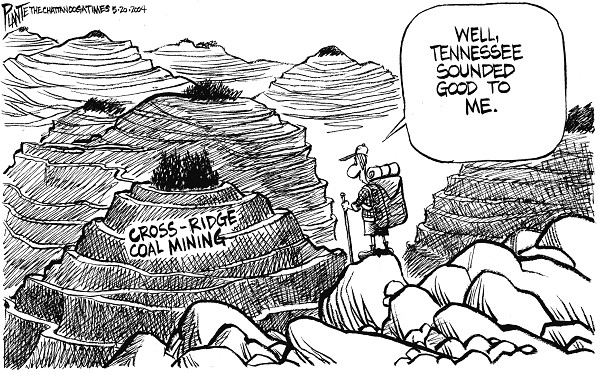 PLANTE THE CHATTANOOGA TIMES 5-20-2004
WELL,
TENNESSEE
SOUNDED
GOOD TO
ME.
CROSS-RIDGE
COAL MINING